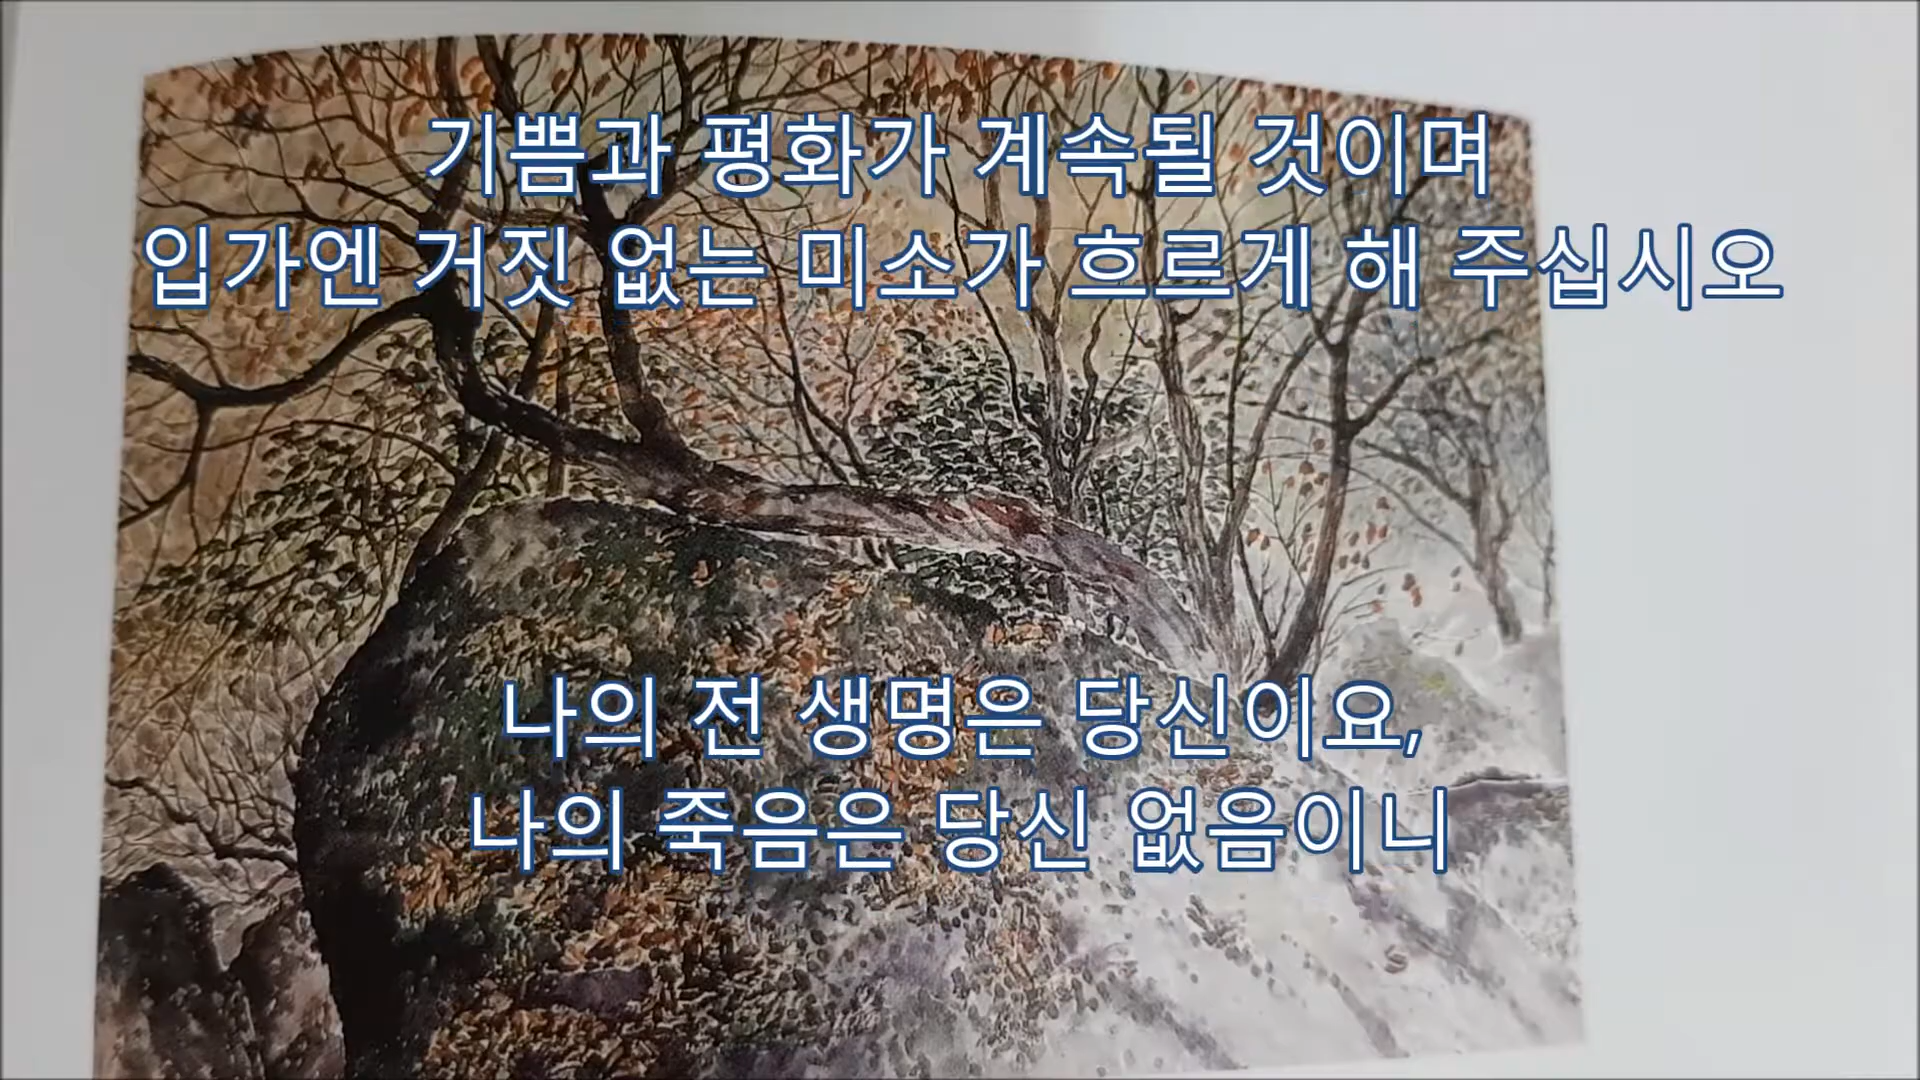 기쁨과 평화가 계속될 것이며
입가엔 거짓 없는 미소가 흐르게 해 주십시오
나의 전 생명은 당신이요,
나의 죽음은 당신 없음이니